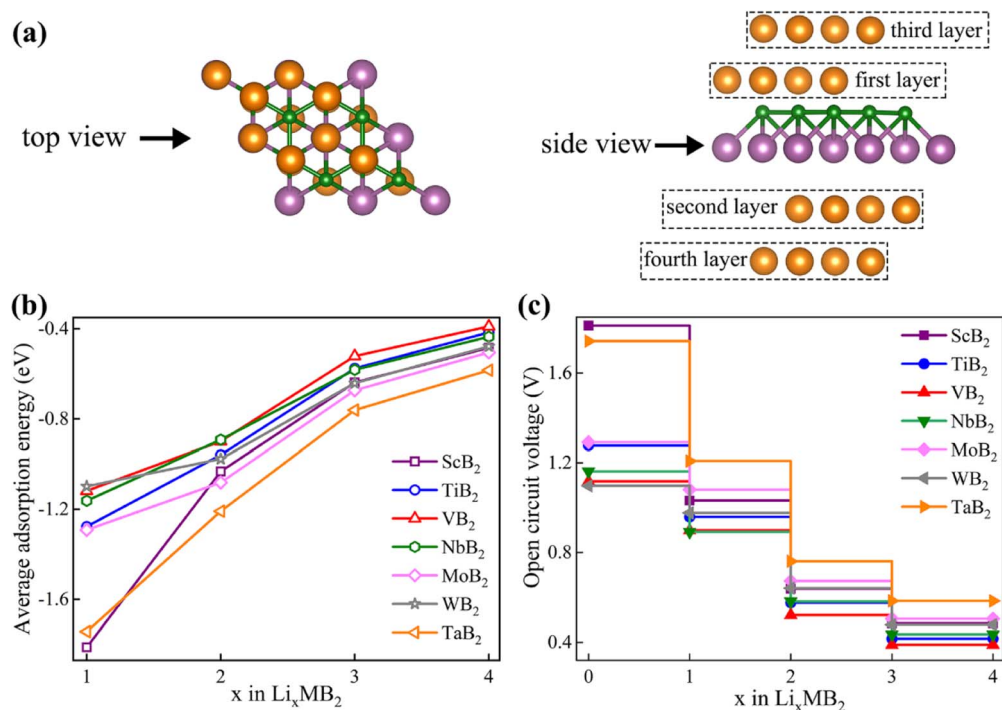 (a)
top view
side view
third layer
first layer
second layer
fourth layer
(b)
Average adsorption energy (eV)
-0.4
-0.8
-1.2
-1.6
1 2 3 4
x in LiₓMB₂
ScB₂
TiB₂
VB₂
NbB₂
MoB₂
WB₂
TaB₂
(c)
Open circuit voltage (V)
1.6
1.2
0.8
0.4
0 1 2 3 4
x in LiₓMB₂
ScB₂
TiB₂
VB₂
NbB₂
MoB₂
WB₂
TaB₂